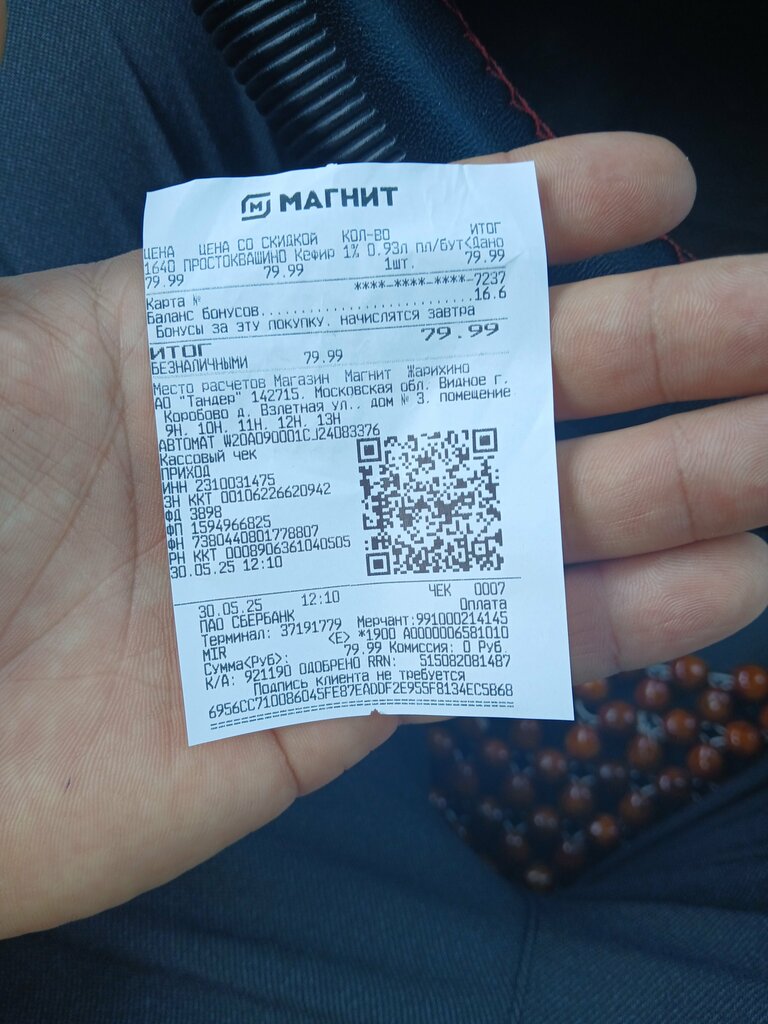 МАГНИТ
ЦЕНА ЦЕНА СО СКИДКОЙ КОЛ-ВО ИТОГ
1640 ПРОСТОКВАШИНО Кефир 1% 0.93л пл/бут<Дано
79.99 79.99 1шт. 79.99
Карта № ****-****-****-7237
Баланс бонусов..........................16.6
Бонусы за эту покупку. начислятся завтра
ИТОГ 79.99
БЕЗНАЛИЧНЫМИ 79.99
Место расчетов Магазин Магнит Жарихино
АО "Тандер" 142715. Московская обл. Видное г.
Коробово д. Взлетная ул.. дом № 3. помещение
9Н. 10Н. 11Н. 12Н. 13Н
АВТОМАТ W20A090001CJ24083376
Кассовый чек
ПРИХОД
ИНН 2310031475
ЗН ККТ 00106226620942
ФД 3898
ФП 1594966825
ФН 7380440801778807
РН ККТ 0008906361040505
30.05.25 12:10
30.05.25 12:10 ЧЕК 0007
ПАО СБЕРБАНК Оплата
Терминал: 37191779 Мерчант:991000214145
MIR <E> *1900 A0000006581010
Сумма<Руб>: 79.99 Комиссия: 0 Руб.
К/А: 921190 ОДОБРЕНО RRN: 515082081487
Подпись клиента не требуется
6956CC710086045FE87EADDF2E955F8134EC5B68
========================================